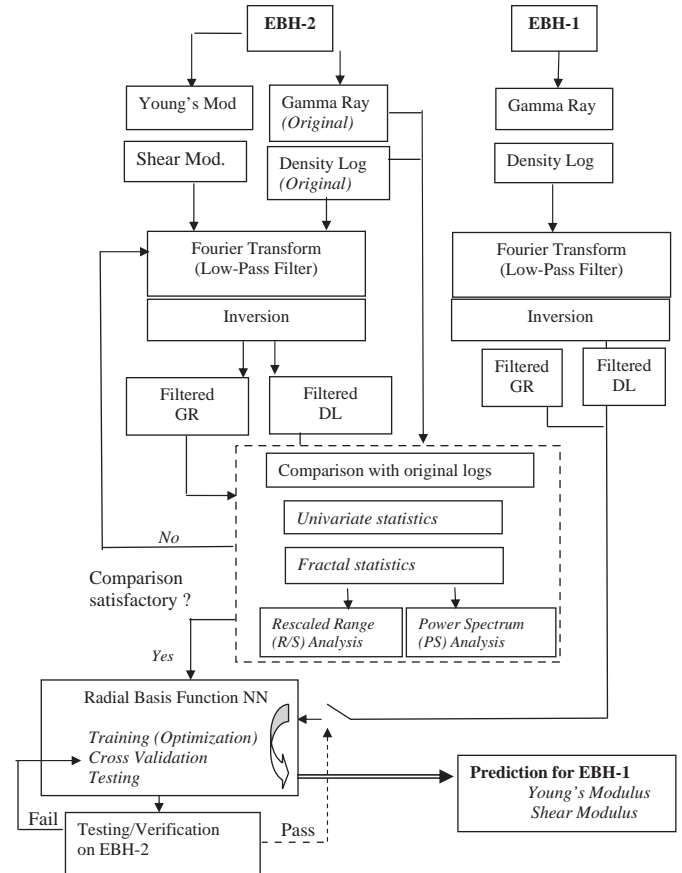 EBH-2
EBH-1
Young's Mod
Gamma Ray
(Original)
Gamma Ray
Shear Mod.
Density Log
(Original)
Density Log
Fourier Transform
(Low-Pass Filter)
Fourier Transform
(Low-Pass Filter)
Inversion
Inversion
Filtered
GR
Filtered
DL
Filtered
GR
Filtered
DL
Comparison with original logs
Univariate statistics
No
Fractal statistics
Comparison
satisfactory ?
Rescaled Range
(R/S) Analysis
Power Spectrum
(PS) Analysis
Yes
Radial Basis Function NN
Training (Optimization)
Cross Validation
Testing
Prediction for EBH-1
Young's Modulus
Shear Modulus
Fail
Testing/Verification
on EBH-2
Pass